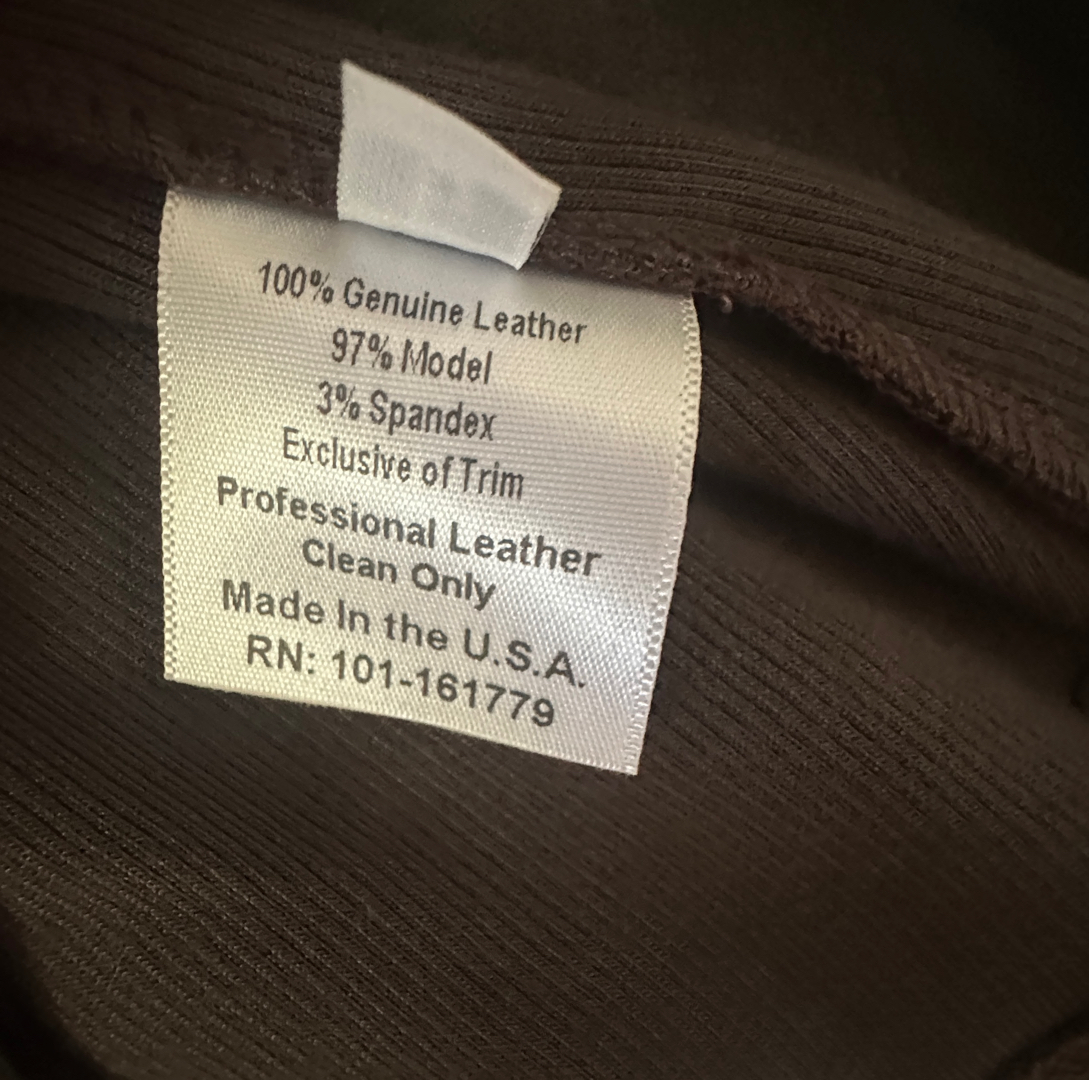 100% Genuine Leather
97% Model
3% Spandex
Exclusive of Trim
Professional Leather
Clean Only
Made In the U.S.A.
RN: 101-161779